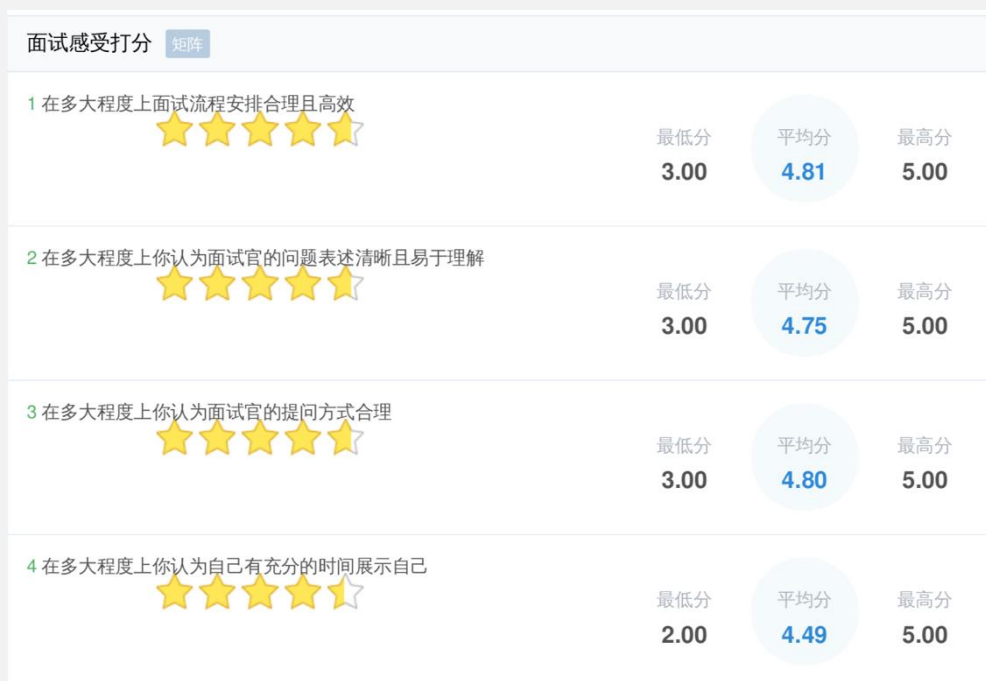 面试感受打分 矩阵
1 在多大程度上面试流程安排合理且高效
最低分 平均分 最高分
3.00 4.81 5.00
2 在多大程度上你认为面试官的问题表述清晰且易于理解
最低分 平均分 最高分
3.00 4.75 5.00
3 在多大程度上你认为面试官的提问方式合理
最低分 平均分 最高分
3.00 4.80 5.00
4 在多大程度上你认为自己有充分的时间展示自己
最低分 平均分 最高分
2.00 4.49 5.00